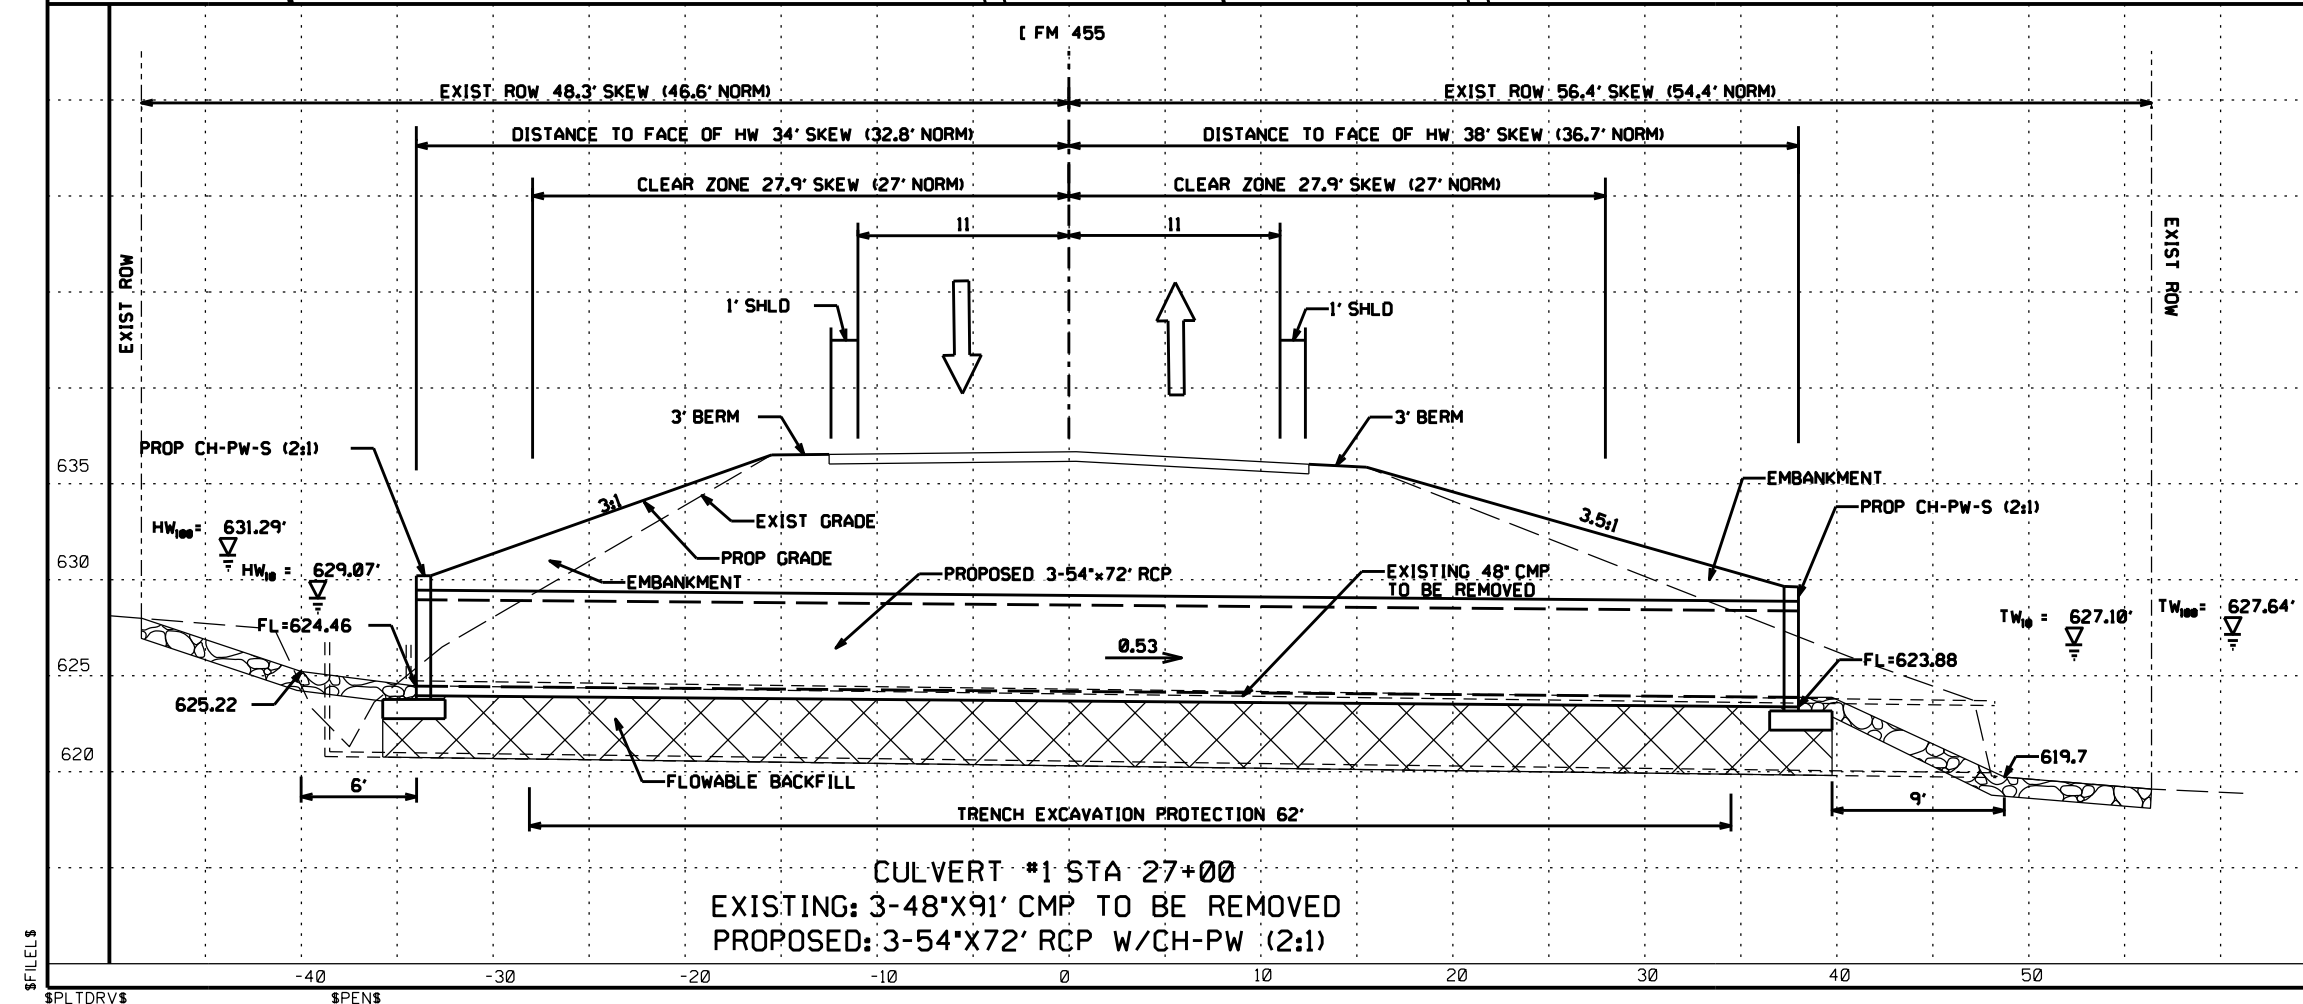 [ FM 455
EXIST ROW 48.3' SKEW (46.6' NORM)
EXIST ROW 56.4' SKEW (54.4' NORM)
DISTANCE TO FACE OF HW 34' SKEW (32.8' NORM)
DISTANCE TO FACE OF HW 38' SKEW (36.7' NORM)
CLEAR ZONE 27.9' SKEW (27' NORM)
CLEAR ZONE 27.9' SKEW (27' NORM)
11
11
EXIST ROW
EXIST ROW
1' SHLD
1' SHLD
3' BERM
3' BERM
PROP CH-PW-S (2:1)
635
EMBANKMENT
3:1
PROP CH-PW-S (2:1)
3.5:1
EXIST GRADE
HW100= 631.29'
PROP GRADE
630
HW10 = 629.07'
EMBANKMENT
PROPOSED 3-54"x72' RCP
EXISTING 48" CMP
TO BE REMOVED
TW10 = 627.10'
TW100= 627.64'
FL=624.46
0.53
625
FL=623.88
625.22
620
619.7
FLOWABLE BACKFILL
6'
9'
TRENCH EXCAVATION PROTECTION 62'
CULVERT #1 STA 27+00
EXISTING: 3-48"X91' CMP TO BE REMOVED
PROPOSED: 3-54"X72' RCP W/CH-PW (2:1)
$FILEL$
-40 -30 -20 -10 0 10 20 30 40 50
$PLTDRV$ $PEN$